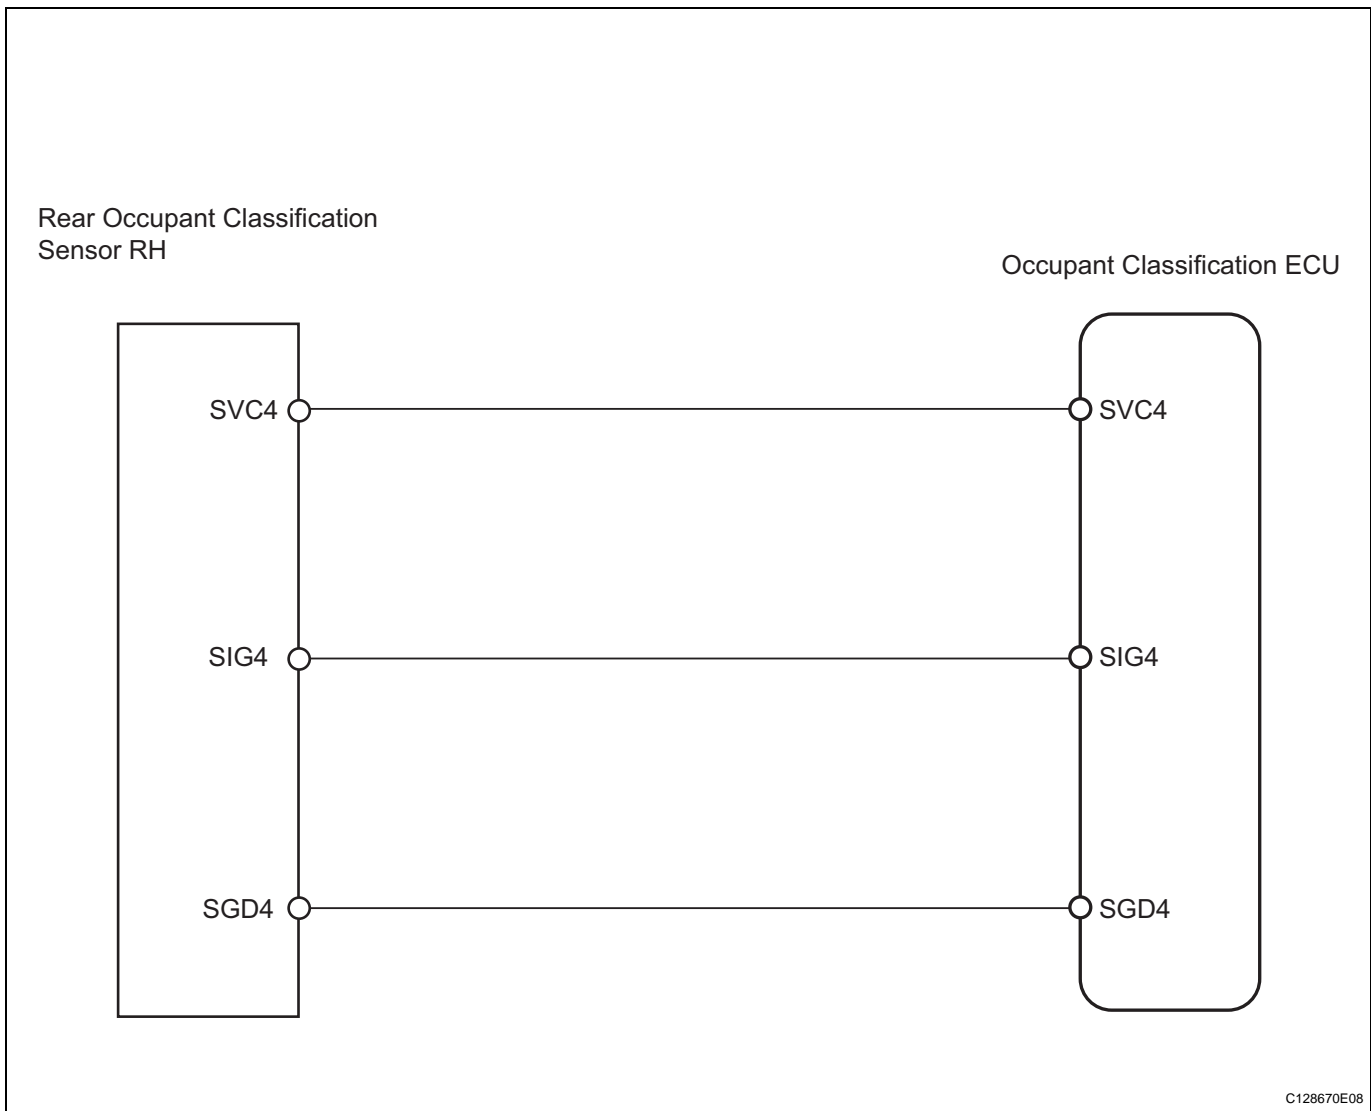 Rear Occupant Classification
Sensor RH
Occupant Classification ECU
SVC4
SVC4
SIG4
SIG4
SGD4
SGD4
C128670E08